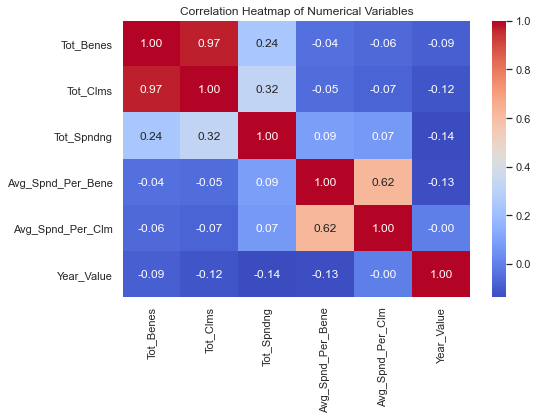 Correlation Heatmap of Numerical Variables
Tot_Benes 1.00 0.97 0.24 -0.04 -0.06 -0.09
Tot_Clms 0.97 1.00 0.32 -0.05 -0.07 -0.12
Tot_Spndng 0.24 0.32 1.00 0.09 0.07 -0.14
Avg_Spnd_Per_Bene -0.04 -0.05 0.09 1.00 0.62 -0.13
Avg_Spnd_Per_Clm -0.06 -0.07 0.07 0.62 1.00 -0.00
Year_Value -0.09 -0.12 -0.14 -0.13 -0.00 1.00
Tot_Benes
Tot_Clms
Tot_Spndng
Avg_Spnd_Per_Bene
Avg_Spnd_Per_Clm
Year_Value
1.0
0.8
0.6
0.4
0.2
0.0